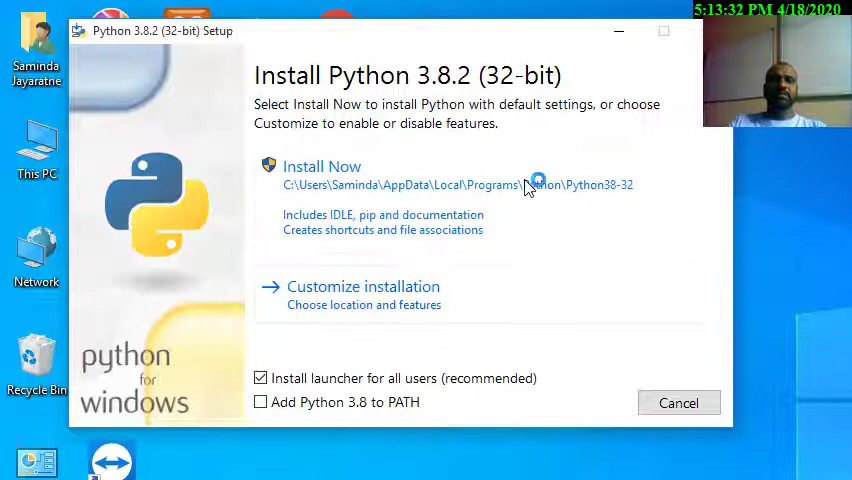 5:13:32 PM 4/18/2020
Python 3.8.2 (32-bit) Setup
Saminda
Jayaratne
This PC
Network
Recycle Bin
Install Python 3.8.2 (32-bit)
Select Install Now to install Python with default settings, or choose
Customize to enable or disable features.
Install Now
C:\Users\Saminda\AppData\Local\Programs\Python\Python38-32
Includes IDLE, pip and documentation
Creates shortcuts and file associations
Customize installation
Choose location and features
python
for
windows
Install launcher for all users (recommended)
Add Python 3.8 to PATH
Cancel